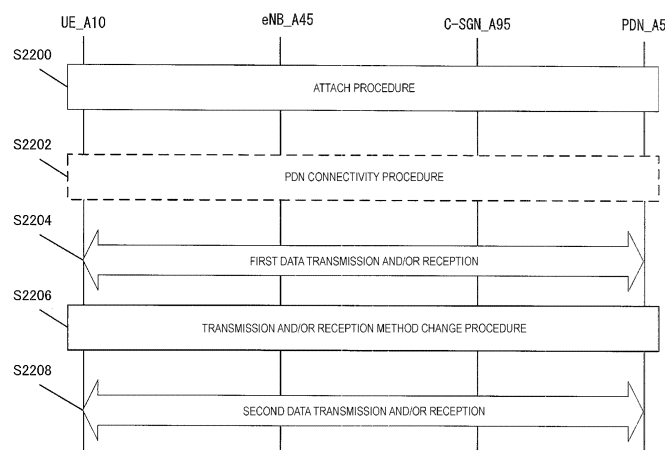 UE_A10 eNB_A45 C-SGN_A95 PDN_A5
S2200
ATTACH PROCEDURE
S2202
PDN CONNECTIVITY PROCEDURE
S2204
FIRST DATA TRANSMISSION AND/OR RECEPTION
S2206
TRANSMISSION AND/OR RECEPTION METHOD CHANGE PROCEDURE
S2208
SECOND DATA TRANSMISSION AND/OR RECEPTION